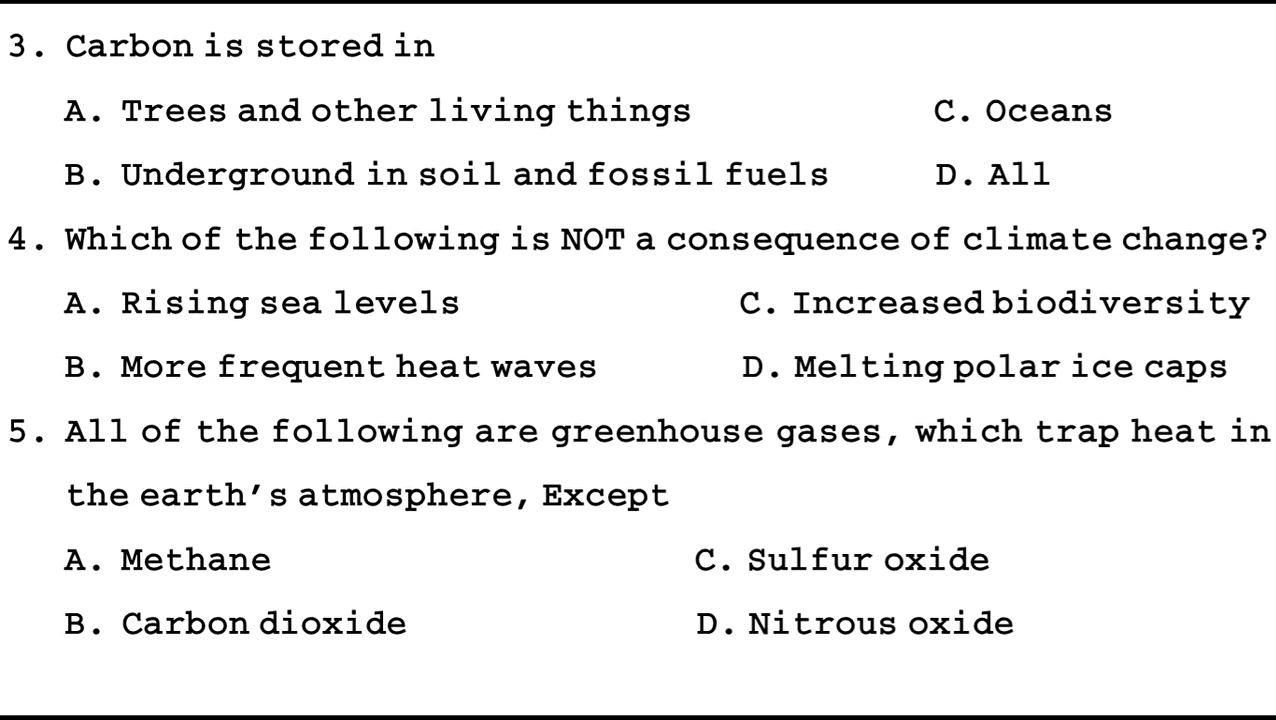 3. Carbon is stored in
A. Trees and other living things C. Oceans
B. Underground in soil and fossil fuels D. All
4. Which of the following is NOT a consequence of climate change?
A. Rising sea levels C. Increased biodiversity
B. More frequent heat waves D. Melting polar ice caps
5. All of the following are greenhouse gases, which trap heat in
the earth’s atmosphere, Except
A. Methane C. Sulfur oxide
B. Carbon dioxide D. Nitrous oxide